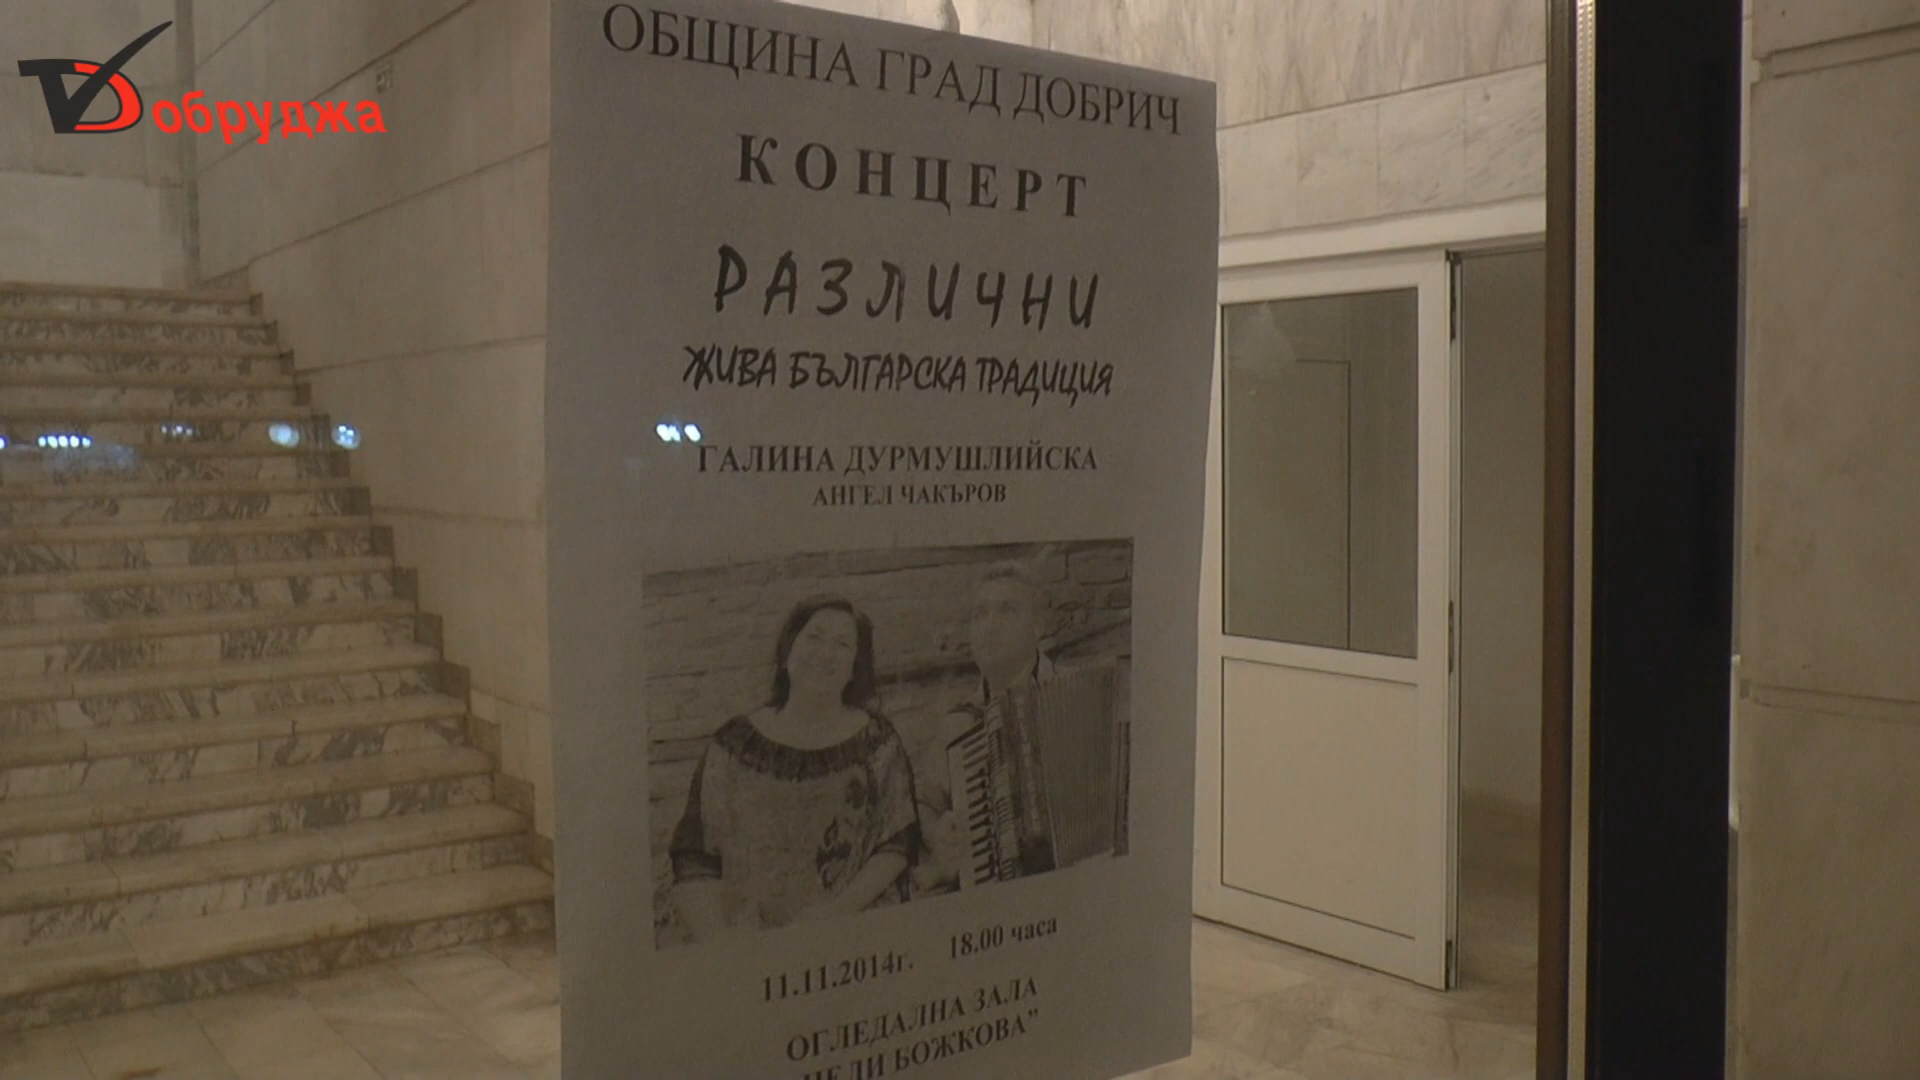 Добруджа
ОБЩИНА ГРАД ДОБРИЧ
КОНЦЕРТ
РАЗЛИЧНИ
ЖИВА БЪЛГАРСКА ТРАДИЦИЯ
ГАЛИНА ДУРМУШЛИЙСКА
АНГЕЛ ЧАКЪРОВ
11.11.2014г. 18.00 часа
ОГЛЕДАЛНА ЗАЛА
БОЖКОВА”